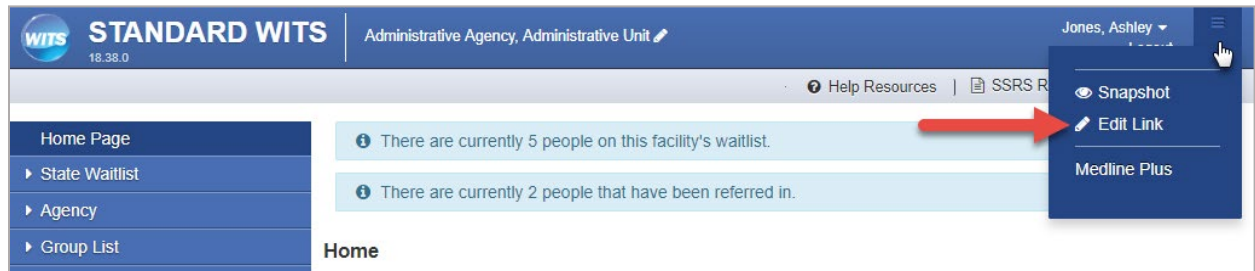 WITS
STANDARD WITS
18.38.0
Administrative Agency, Administrative Unit
Jones, Ashley
Help Resources | SSRS R
Snapshot
Edit Link
Medline Plus
Home Page
State Waitlist
Agency
Group List
There are currently 5 people on this facility's waitlist.
There are currently 2 people that have been referred in.
Home